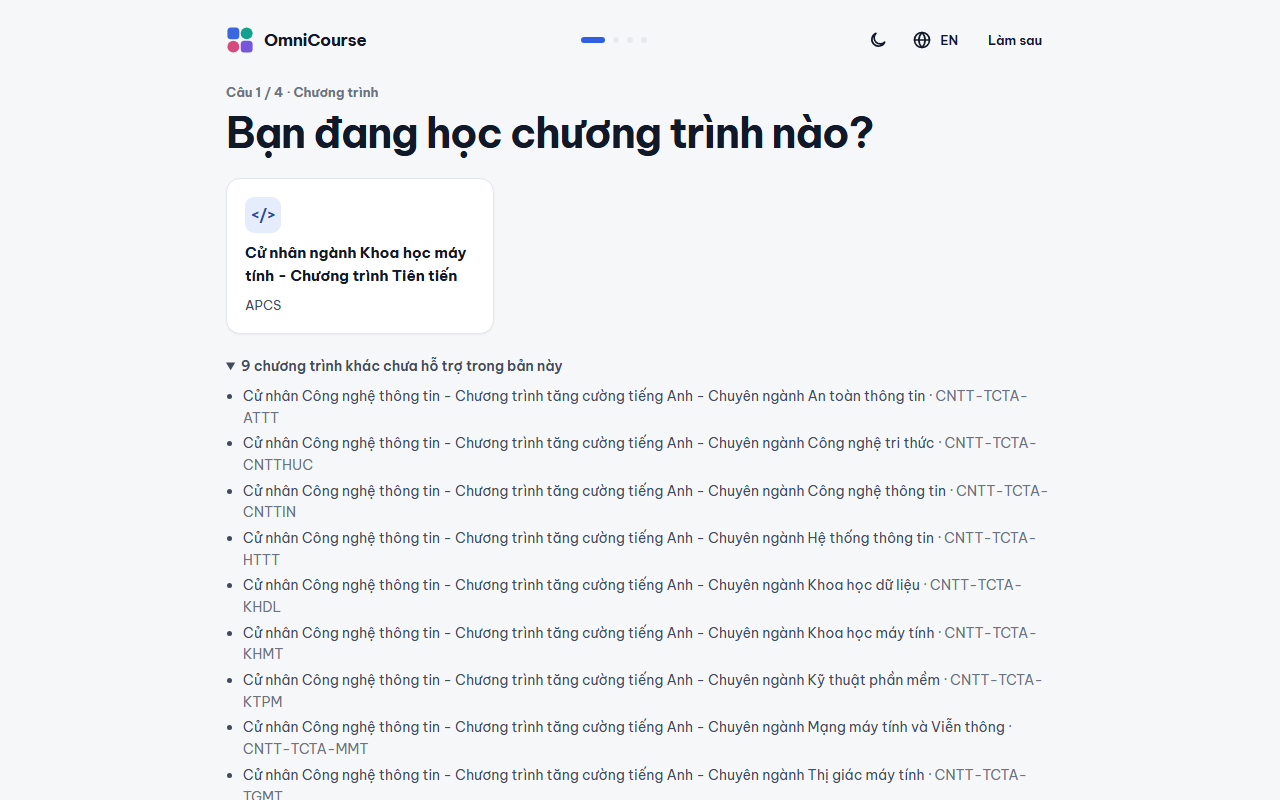 OmniCourse
EN
Làm sau
Câu 1 / 4 · Chương trình
Bạn đang học chương trình nào?
</>
Cử nhân ngành Khoa học máy
tính - Chương trình Tiên tiến
APCS
▼ 9 chương trình khác chưa hỗ trợ trong bản này
• Cử nhân Công nghệ thông tin - Chương trình tăng cường tiếng Anh - Chuyên ngành An toàn thông tin · CNTT-TCTA-
ATTT
• Cử nhân Công nghệ thông tin - Chương trình tăng cường tiếng Anh - Chuyên ngành Công nghệ tri thức · CNTT-TCTA-
CNTTHUC
• Cử nhân Công nghệ thông tin - Chương trình tăng cường tiếng Anh - Chuyên ngành Công nghệ thông tin · CNTT-TCTA-
CNTTIN
• Cử nhân Công nghệ thông tin - Chương trình tăng cường tiếng Anh - Chuyên ngành Hệ thống thông tin · CNTT-TCTA-
HTTT
• Cử nhân Công nghệ thông tin - Chương trình tăng cường tiếng Anh - Chuyên ngành Khoa học dữ liệu · CNTT-TCTA-
KHDL
• Cử nhân Công nghệ thông tin - Chương trình tăng cường tiếng Anh - Chuyên ngành Khoa học máy tính · CNTT-TCTA-
KHMT
• Cử nhân Công nghệ thông tin - Chương trình tăng cường tiếng Anh - Chuyên ngành Kỹ thuật phần mềm · CNTT-TCTA-
KTPM
• Cử nhân Công nghệ thông tin - Chương trình tăng cường tiếng Anh - Chuyên ngành Mạng máy tính và Viễn thông ·
CNTT-TCTA-MMT
• Cử nhân Công nghệ thông tin - Chương trình tăng cường tiếng Anh - Chuyên ngành Thị giác máy tính · CNTT-TCTA-
TGMT